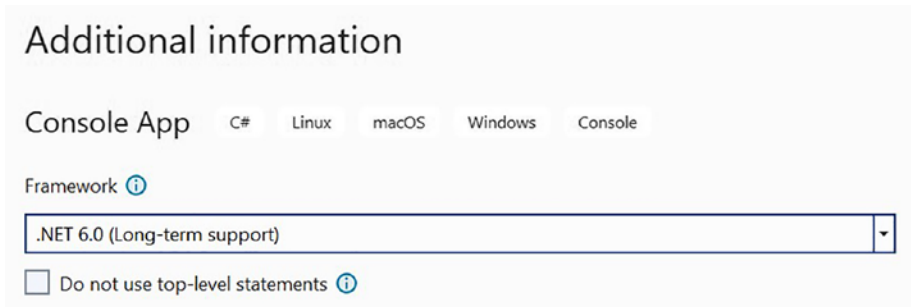 Additional information
Console App C# Linux macOS Windows Console
Framework
.NET 6.0 (Long-term support)
Do not use top-level statements